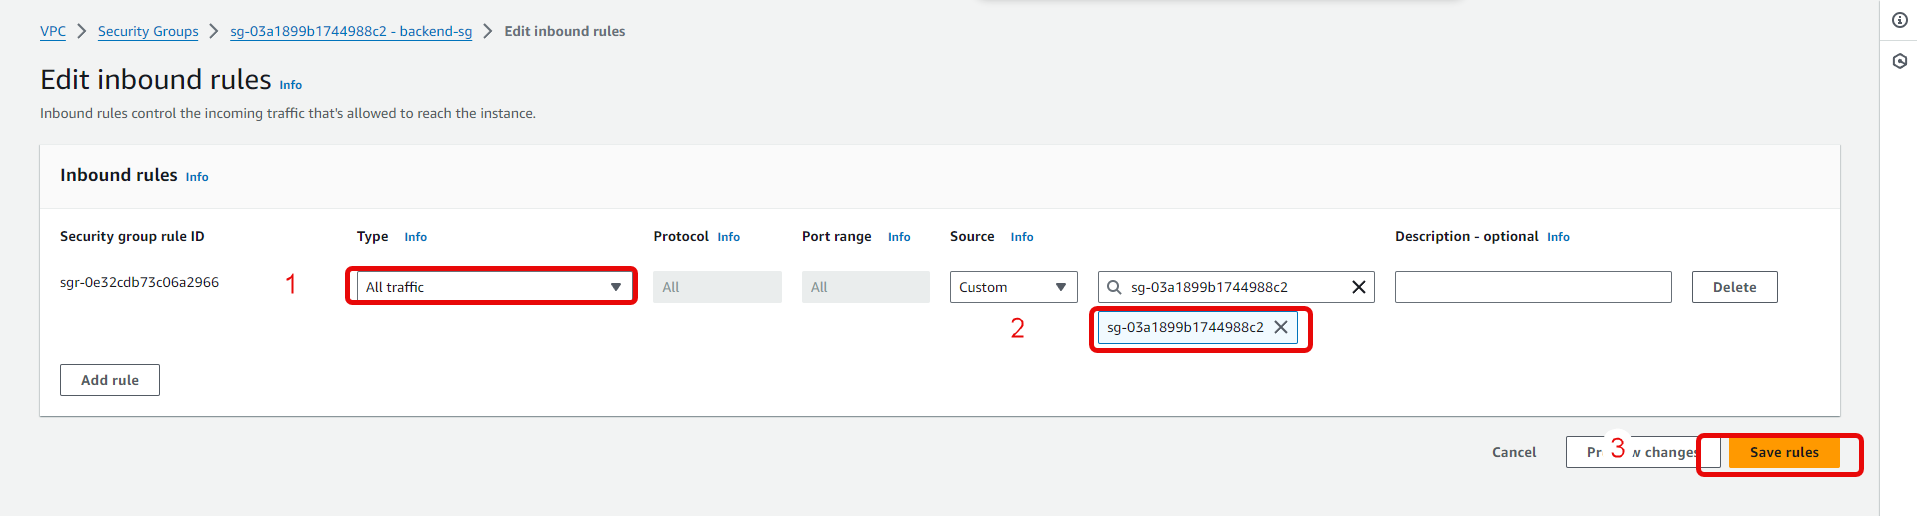 VPC > Security Groups > sg-03a1899b1744988c2 - backend-sg > Edit inbound rules
Edit inbound rules Info
Inbound rules control the incoming traffic that's allowed to reach the instance.
Inbound rules Info
Security group rule ID Type Info Protocol Info Port range Info Source Info Description - optional Info
sgr-0e32cdb73c06a2966 1 All traffic All All Custom sg-03a1899b1744988c2 Delete
2 sg-03a1899b1744988c2
Add rule
Cancel 3 changes Save rules